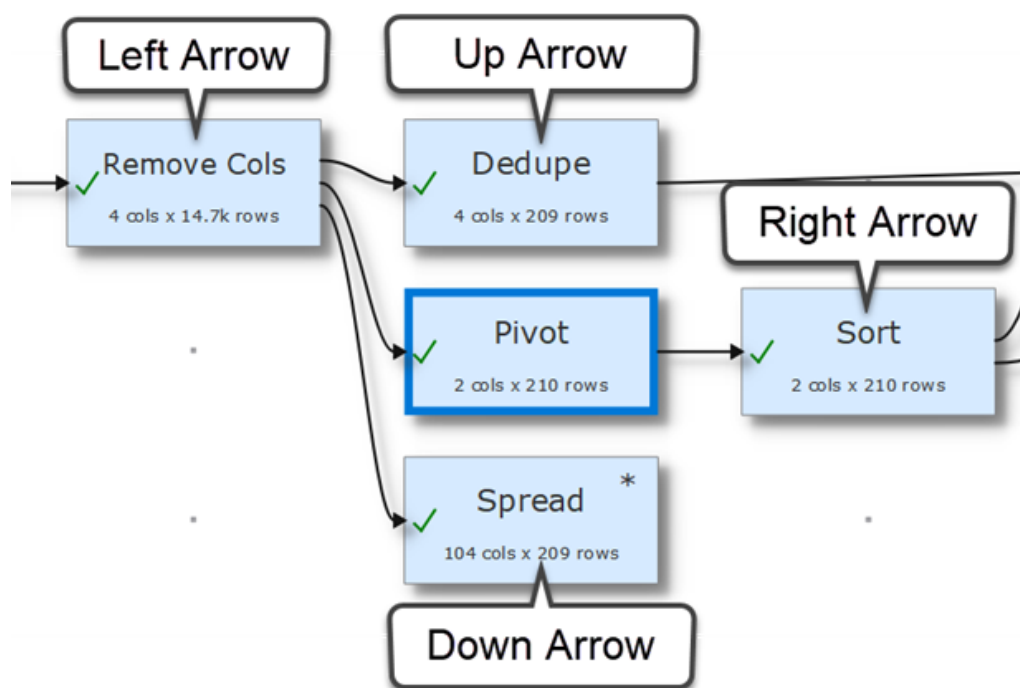 Left Arrow
Up Arrow
Remove Cols
4 cols x 14.7k rows
Dedupe
4 cols x 209 rows
Right Arrow
Pivot
2 cols x 210 rows
Sort
2 cols x 210 rows
Spread *
104 cols x 209 rows
Down Arrow